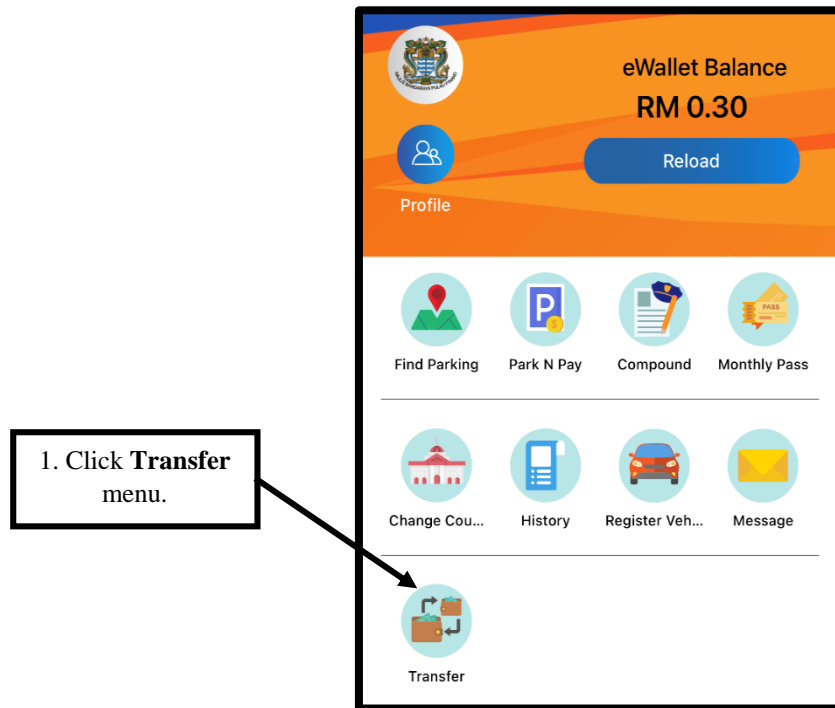 eWallet Balance
RM 0.30
Reload
Profile
P
$
PASS
Find Parking
Park N Pay
Compound
Monthly Pass
1. Click Transfer
menu.
Change Cou...
History
Register Veh...
Message
Transfer